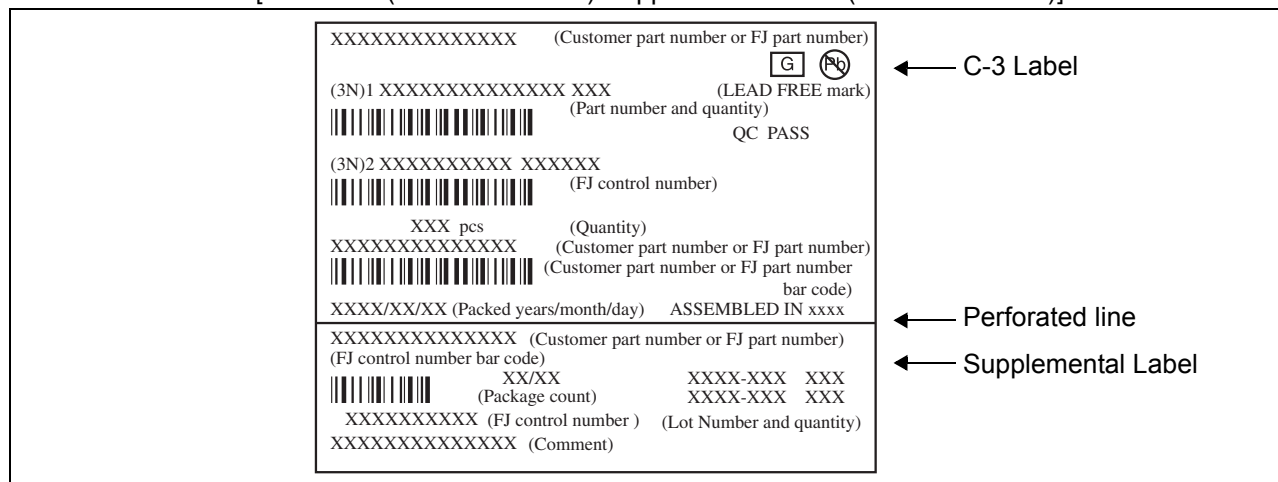 XXXXXXXXXXXXXX (Customer part number or FJ part number)
G Pb
C-3 Label
(3N)1 XXXXXXXXXXXXXX XXX (LEAD FREE mark)
(Part number and quantity)
QC PASS
(3N)2 XXXXXXXXXX XXXXXX
(FJ control number)
XXX pcs (Quantity)
XXXXXXXXXXXXXX (Customer part number or FJ part number)
(Customer part number or FJ part number
bar code)
XXXX/XX/XX (Packed years/month/day) ASSEMBLED IN xxxx
Perforated line
XXXXXXXXXXXXXX (Customer part number or FJ part number)
(FJ control number bar code)
Supplemental Label
XX/XX XXXX-XXX XXX
(Package count) XXXX-XXX XXX
XXXXXXXXXX (FJ control number ) (Lot Number and quantity)
XXXXXXXXXXXXXX (Comment)